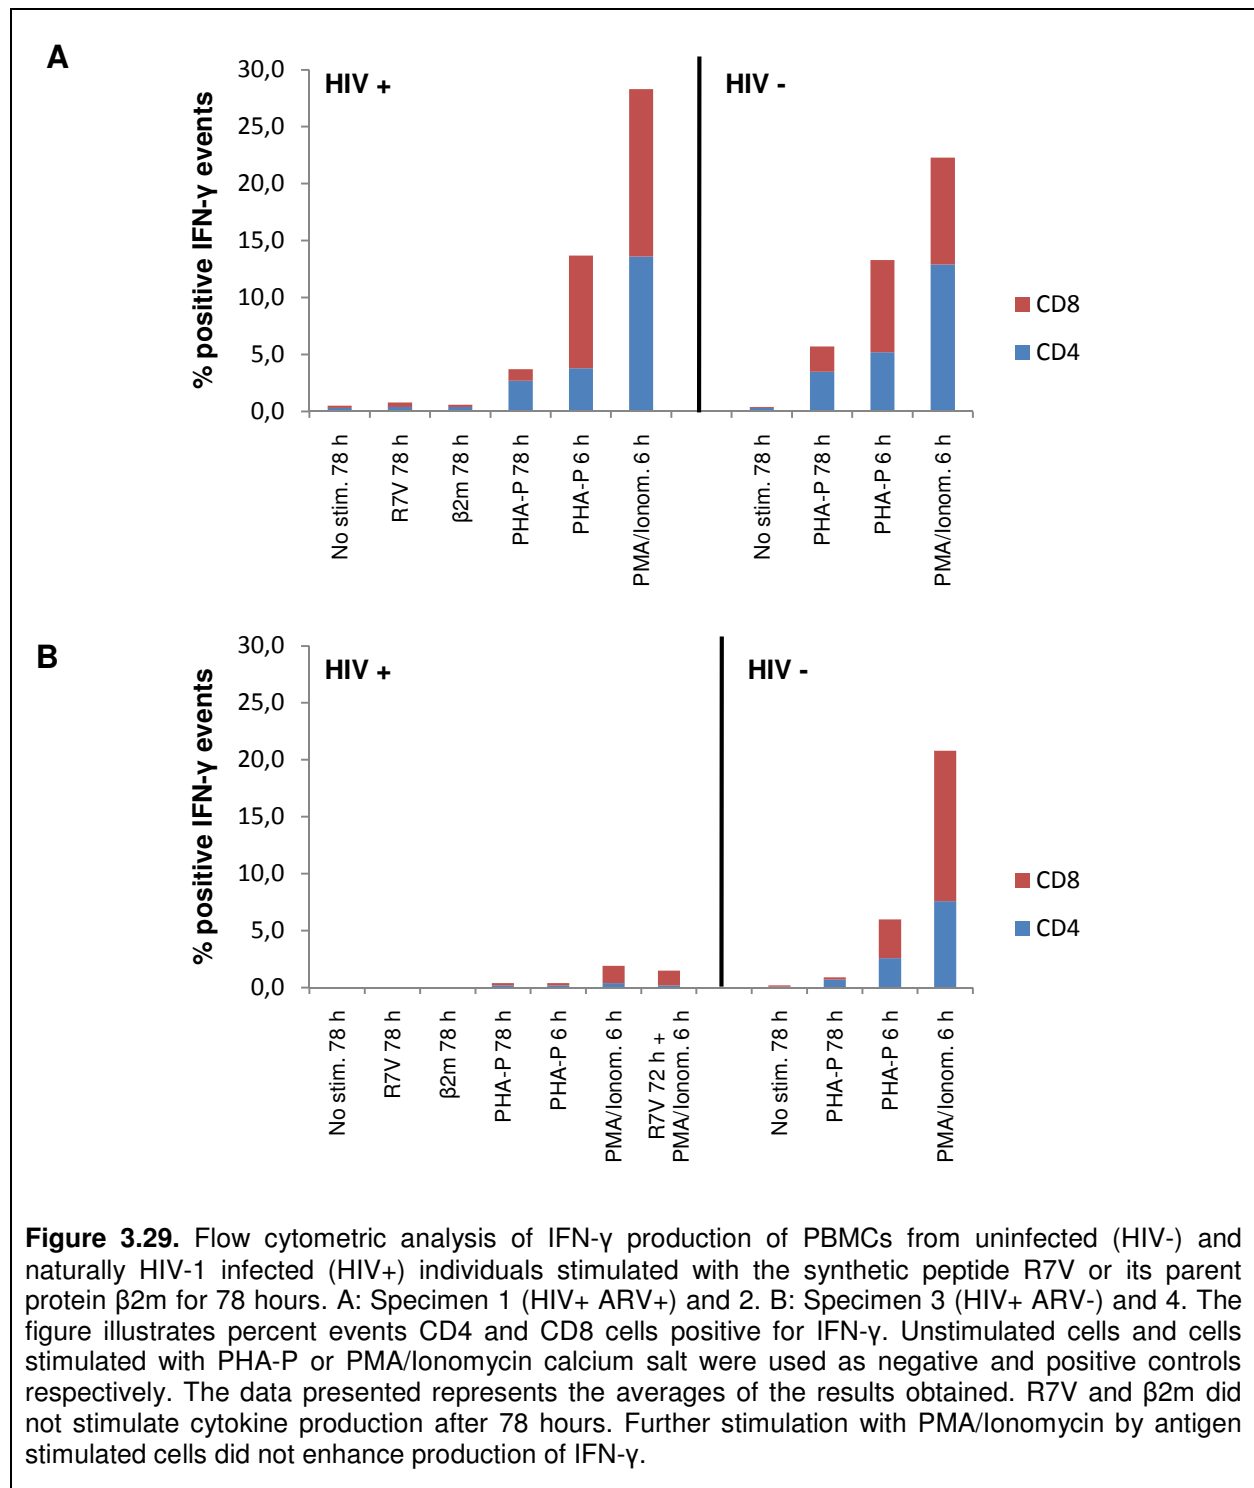 A
% positive IFN-γ events
30,0
25,0
20,0
15,0
10,0
5,0
0,0
HIV +
HIV -
No stim. 78 h
R7V 78 h
β2m 78 h
PHA-P 78 h
PHA-P 6 h
PMA/Ionom. 6 h
No stim. 78 h
PHA-P 78 h
PHA-P 6 h
PMA/Ionom. 6 h
CD8
CD4
B
% positive IFN-γ events
30,0
25,0
20,0
15,0
10,0
5,0
0,0
HIV +
HIV -
No stim. 78 h
R7V 78 h
β2m 78 h
PHA-P 78 h
PHA-P 6 h
PMA/Ionom. 6 h
R7V 72 h +
PMA/Ionom. 6 h
No stim. 78 h
PHA-P 78 h
PHA-P 6 h
PMA/Ionom. 6 h
CD8
CD4
Figure 3.29. Flow cytometric analysis of IFN-γ production of PBMCs from uninfected (HIV-) and
naturally HIV-1 infected (HIV+) individuals stimulated with the synthetic peptide R7V or its parent
protein β2m for 78 hours. A: Specimen 1 (HIV+ ARV+) and 2. B: Specimen 3 (HIV+ ARV-) and 4. The
figure illustrates percent events CD4 and CD8 cells positive for IFN-γ. Unstimulated cells and cells
stimulated with PHA-P or PMA/Ionomycin calcium salt were used as negative and positive controls
respectively. The data presented represents the averages of the results obtained. R7V and β2m did
not stimulate cytokine production after 78 hours. Further stimulation with PMA/Ionomycin by antigen
stimulated cells did not enhance production of IFN-γ.